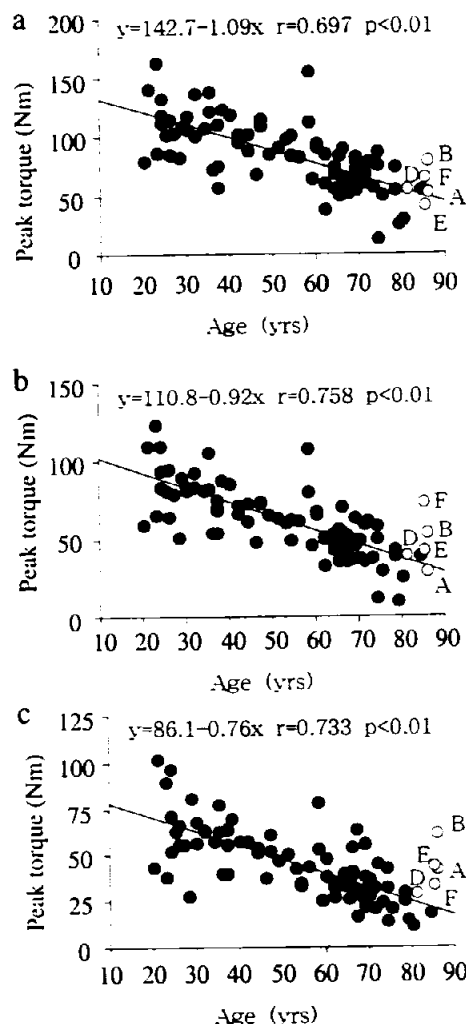 a
y=142.7-1.09x r=0.697 p<0.01
Peak torque (Nm)
200
150
100
50
0
B
D
F
A
E
10 20 30 40 50 60 70 80 90
Age (yrs)
b
y=110.8-0.92x r=0.758 p<0.01
Peak torque (Nm)
150
100
50
0
F
B
D
E
A
10 20 30 40 50 60 70 80 90
Age (yrs)
c
y=86.1-0.76x r=0.733 p<0.01
Peak torque (Nm)
125
100
75
50
25
0
B
E
D
A
F
10 20 30 40 50 60 70 80 90
Age (yrs)